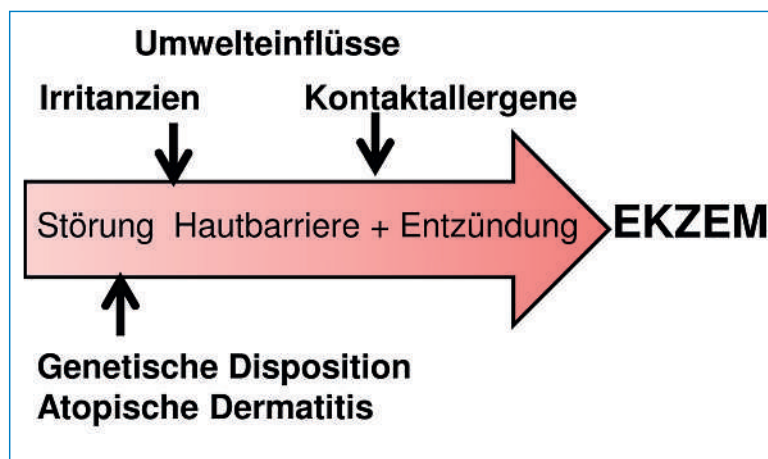 Umwelteinflüsse
Irritanzien Kontaktallergene
Störung Hautbarriere + Entzündung EKZEM
Genetische Disposition
Atopische Dermatitis